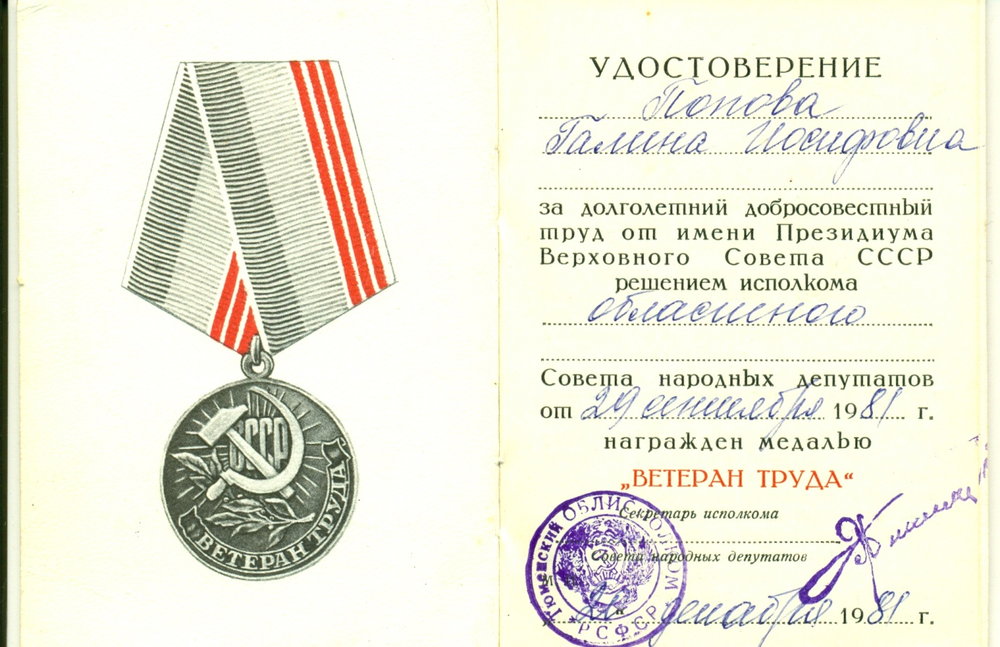 СССР
ВЕТЕРАН ТРУДА
УДОСТОВЕРЕНИЕ
Попова
Галина Иосифовна
за долголетний добросовестный
труд от имени Президиума
Верховного Совета СССР
решением исполкома
областного
Совета народных депутатов
от 29 сентября 1981 г.
награжден медалью
„ВЕТЕРАН ТРУДА“
Секретарь исполкома
Совета народных депутатов
Тюменский ОБЛИСПОЛКОМ
РСФСР
декабря 1981 г.